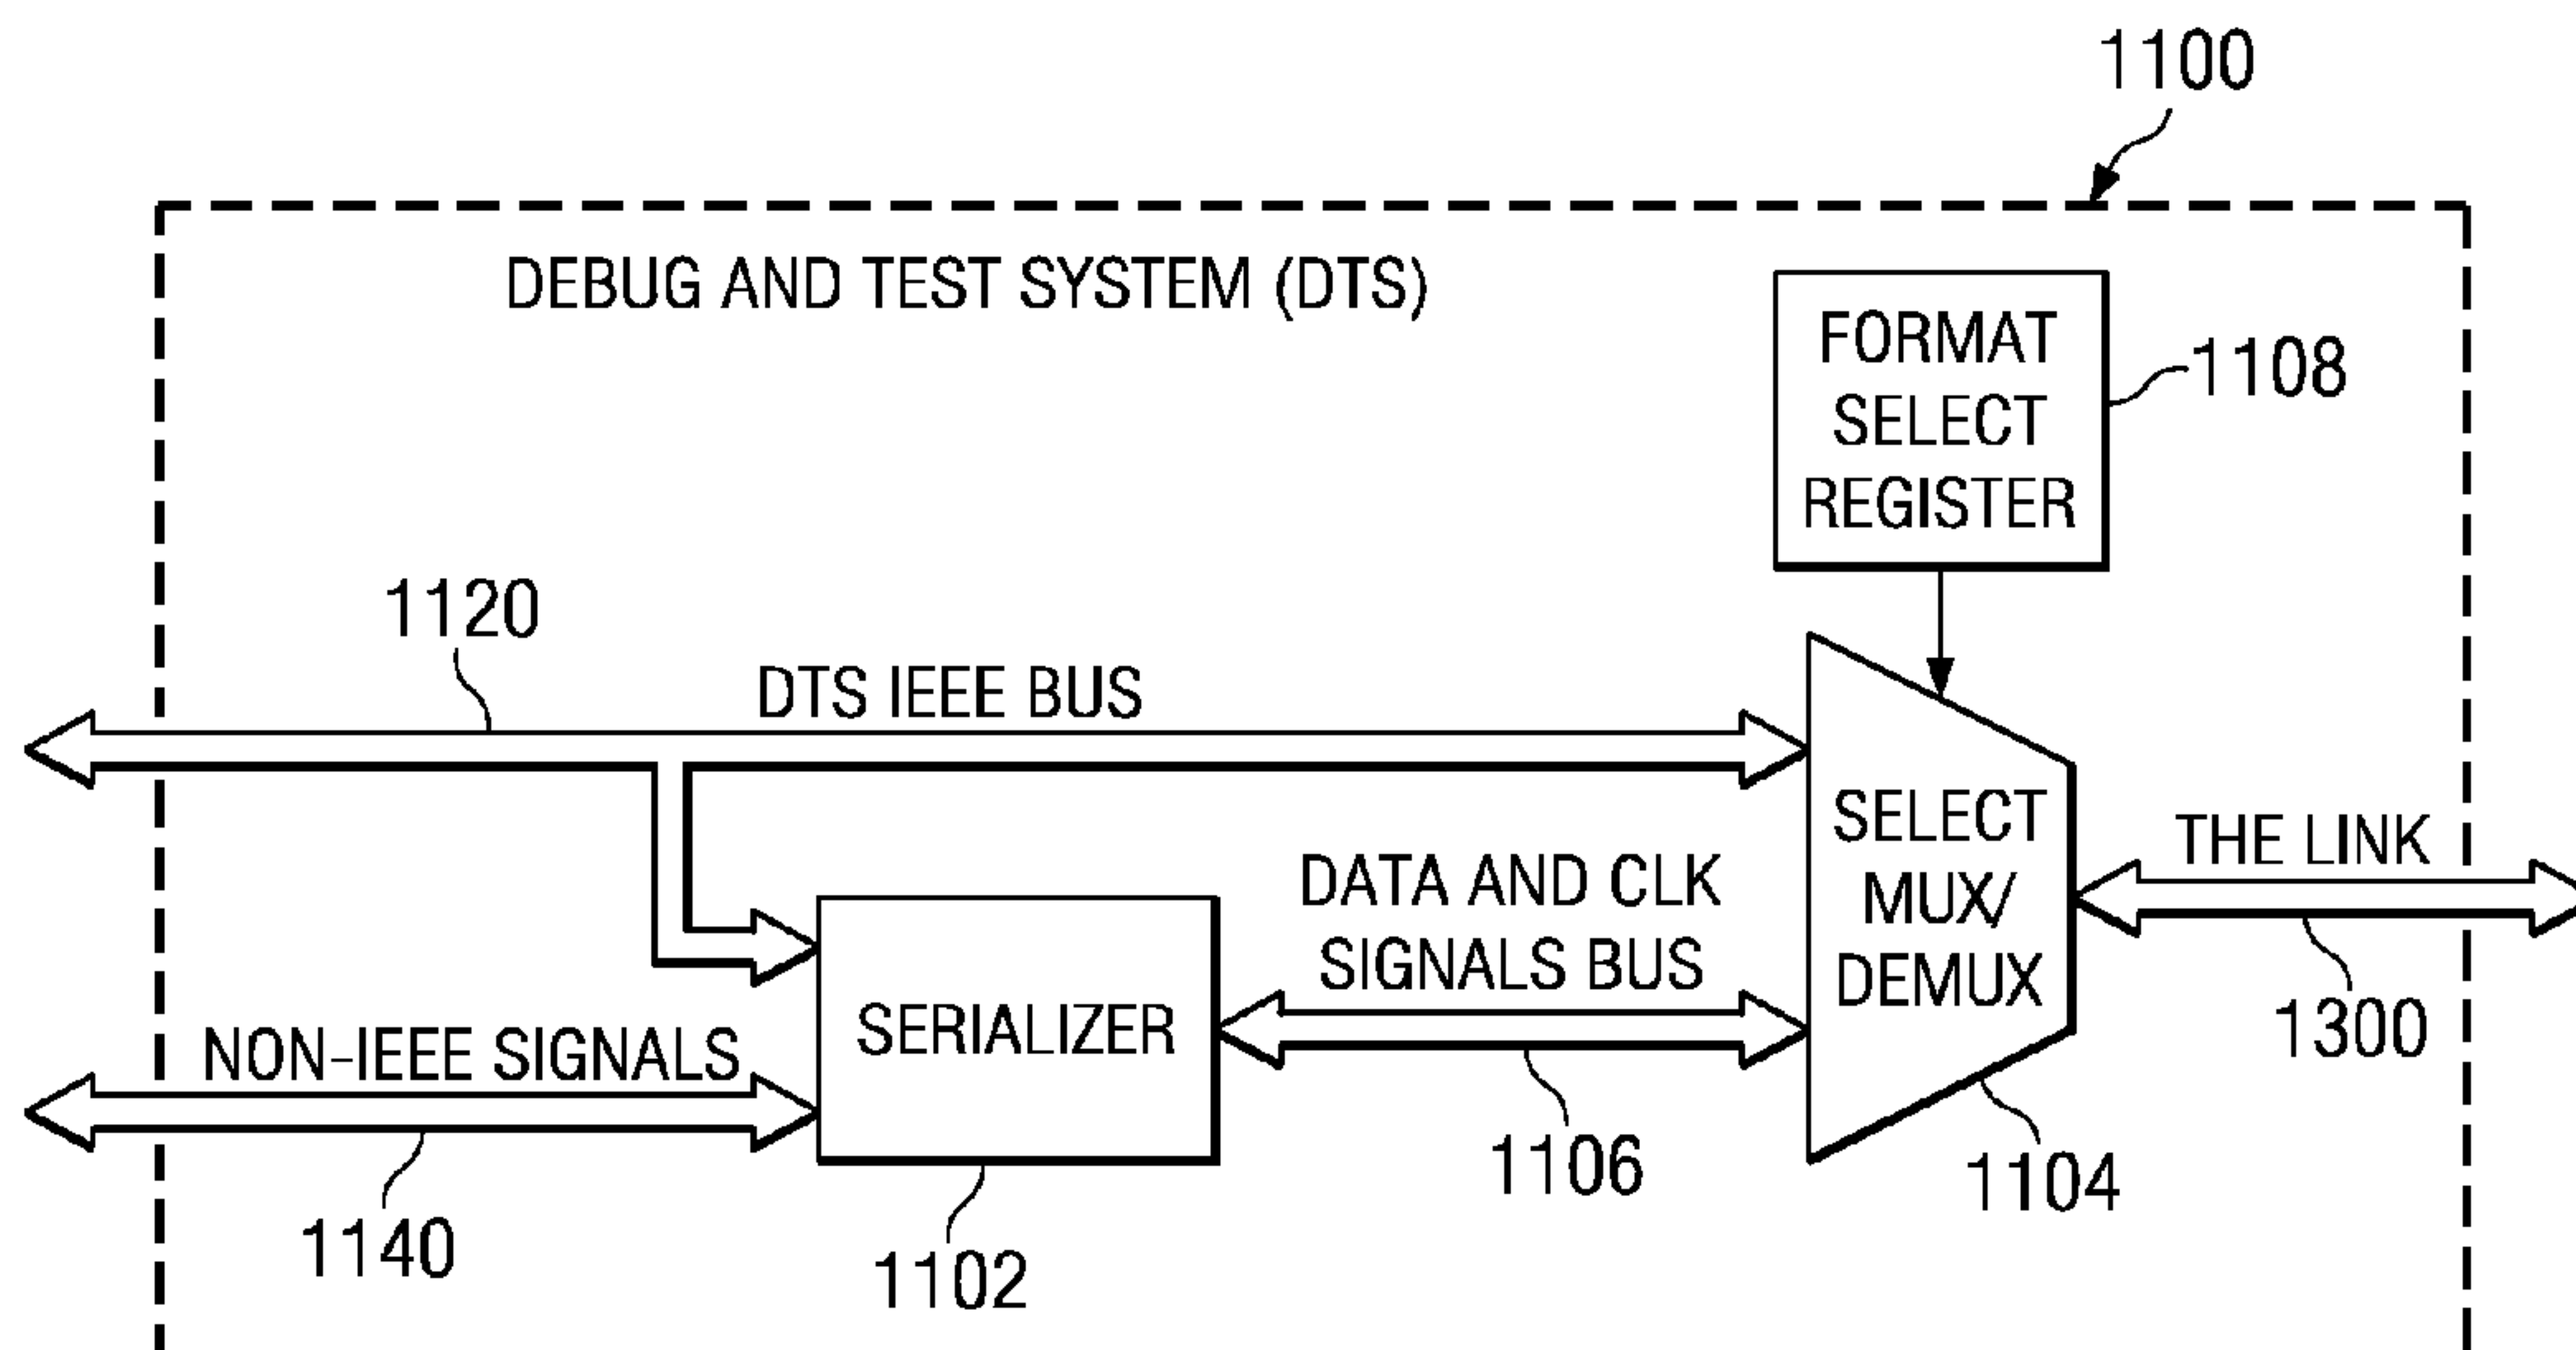 1100
DEBUG AND TEST SYSTEM (DTS)
FORMAT
SELECT
REGISTER
1108
1120
DTS IEEE BUS
SELECT
MUX/
DEMUX
THE LINK
1300
DATA AND CLK
SIGNALS BUS
SERIALIZER
NON-IEEE SIGNALS
1106
1104
1140
1102